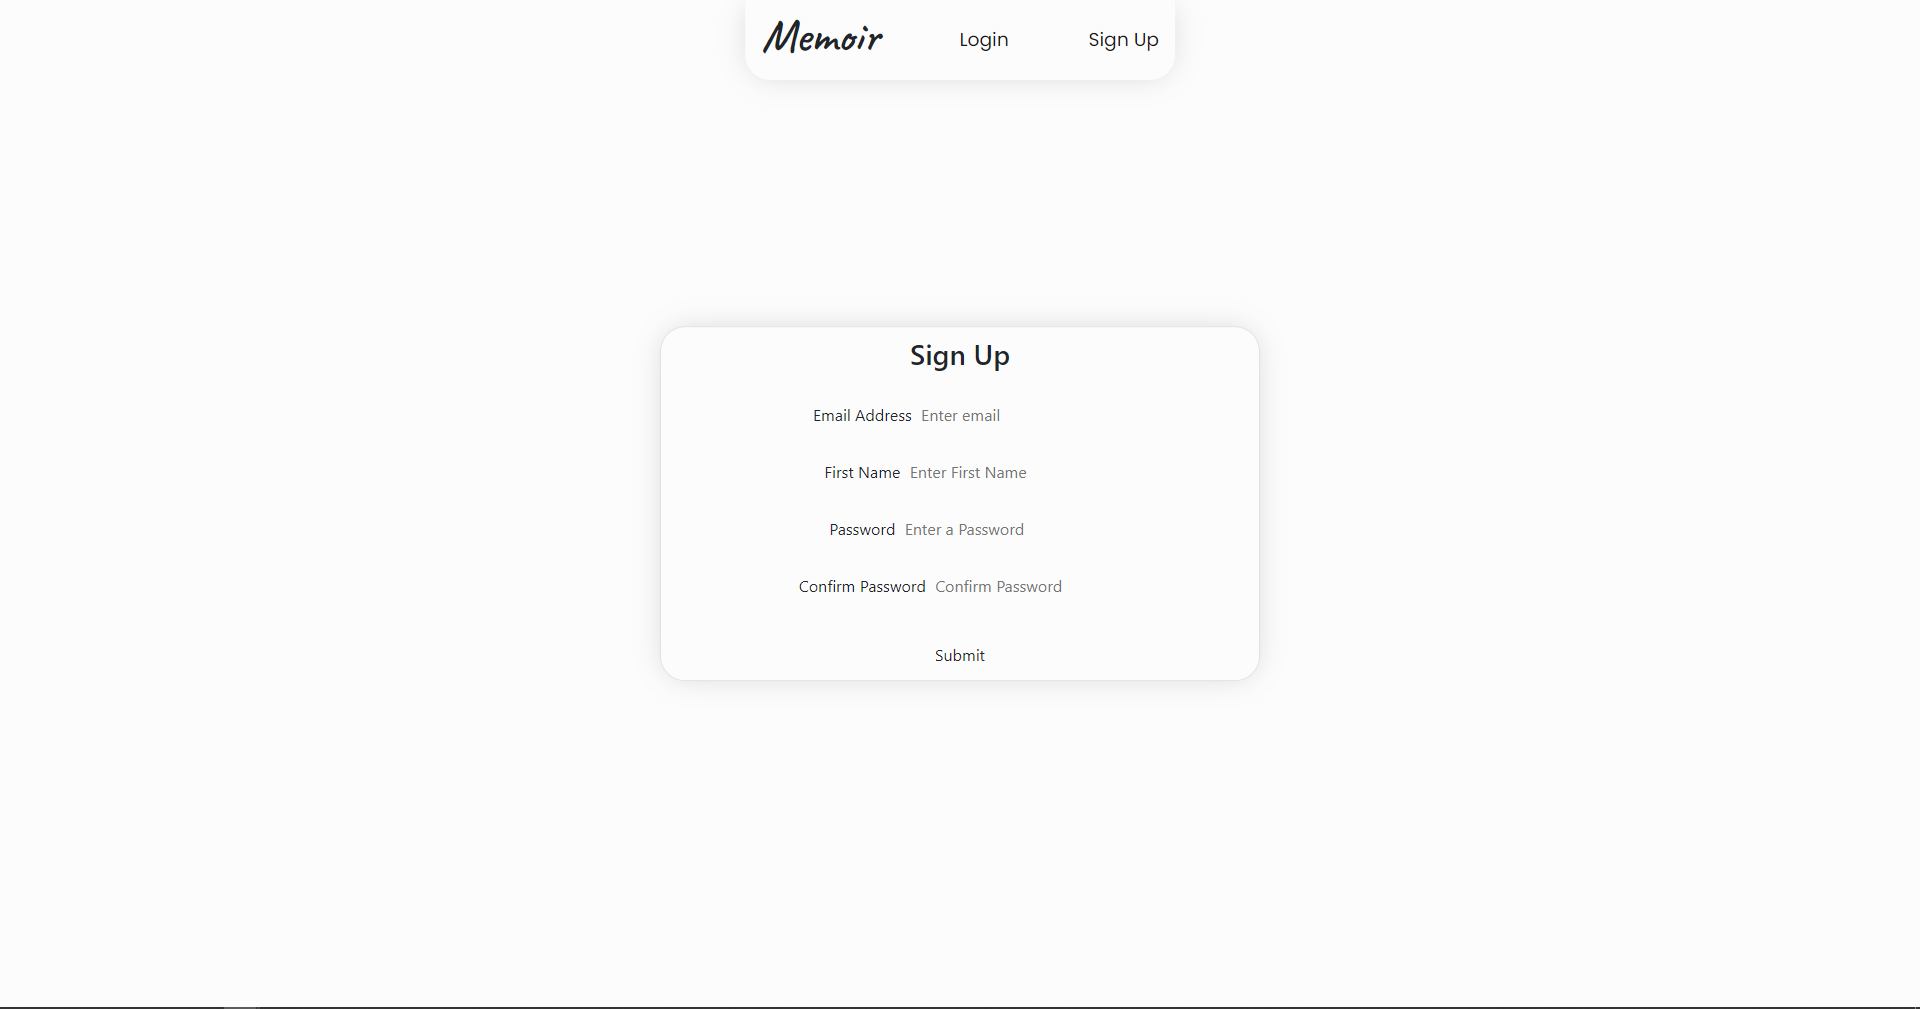 Memoir Login Sign Up
Sign Up
Email Address Enter email
First Name Enter First Name
Password Enter a Password
Confirm Password Confirm Password
Submit